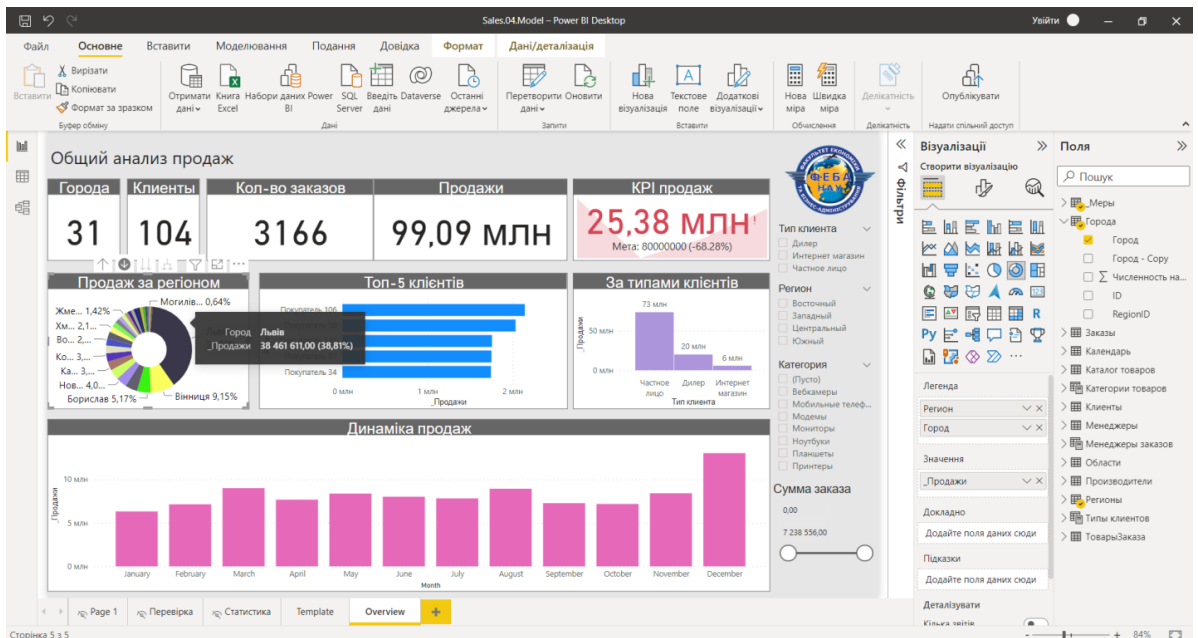 Sales.04.Model – Power BI Desktop
Увійти
Файл Основне Вставити Моделювання Подання Довідка Формат Дані/деталізація
Вставити
Вирізати
Копіювати
Формат за зразком
Отримати дані
Книга Excel
Набори даних Power BI
SQL Server
Введіть дані
Dataverse
Останні джерела
Перетворити дані
Оновити
Нова візуалізація
Текстове поле
Додаткові візуалізації
Нова міра
Швидка міра
Делікатність
Опублікувати
Буфер обміну
Дані
Запити
Вставити
Обчислення
Делікатність
Надати спільний доступ
Общий анализ продаж
Города
31
Клиенты
104
Кол-во заказов
3166
Продажи
99,09 млн
КРІ продаж
25,38 млн!
Мета: 80000000 (-68.28%)
ФЕБА
НАУ
Продаж за регіоном
Могилів... 0,64%
Жме... 1,42%
Хм... 2,1...
Во... 2,...
Ко... 3,...
Ка... 3,...
Нов... 4,0...
Борислав 5,17%
Вінниця 9,15%
Город Львів
_Продажи 38 461 611,00 (38,81%)
Топ-5 клієнтів
Покупатель 106
Покупатель 34
0 млн 1 млн 2 млн
_Продажи
За типами клієнтів
_Продажи
50 млн
0 млн
73 млн
20 млн
6 млн
Частное лицо
Дилер
Интернет магазин
Тип клиента
Динаміка продаж
_Продажи
10 млн
5 млн
0 млн
January February March April May June July August September October November December
Month
Тип клиента
Дилер
Интернет магазин
Частное лицо
Регион
Восточный
Западный
Центральный
Южный
Категория
(Пусто)
Вебкамеры
Мобильные телеф...
Модемы
Мониторы
Ноутбуки
Планшеты
Принтеры
Сумма заказа
0,00
7 238 556,00
Фільтри
Візуалізації
Створити візуалізацію
Py
R
Легенда
Регион
Город
Значення
_Продажи
Докладно
Додайте поля даних сюди
Підказки
Додайте поля даних сюди
Деталізувати
Кілька звітів
Поля
Пошук
_Меры
Города
Город
Город - Copy
Численность на...
ID
RegionID
Заказы
Календарь
Каталог товаров
Категории товаров
Клиенты
Менеджеры
Менеджеры заказов
Области
Производители
Регионы
Типы клиентов
ТоварыЗаказа
Page 1 Перевірка Статистика Template Overview
Сторінка 5 з 5
84%